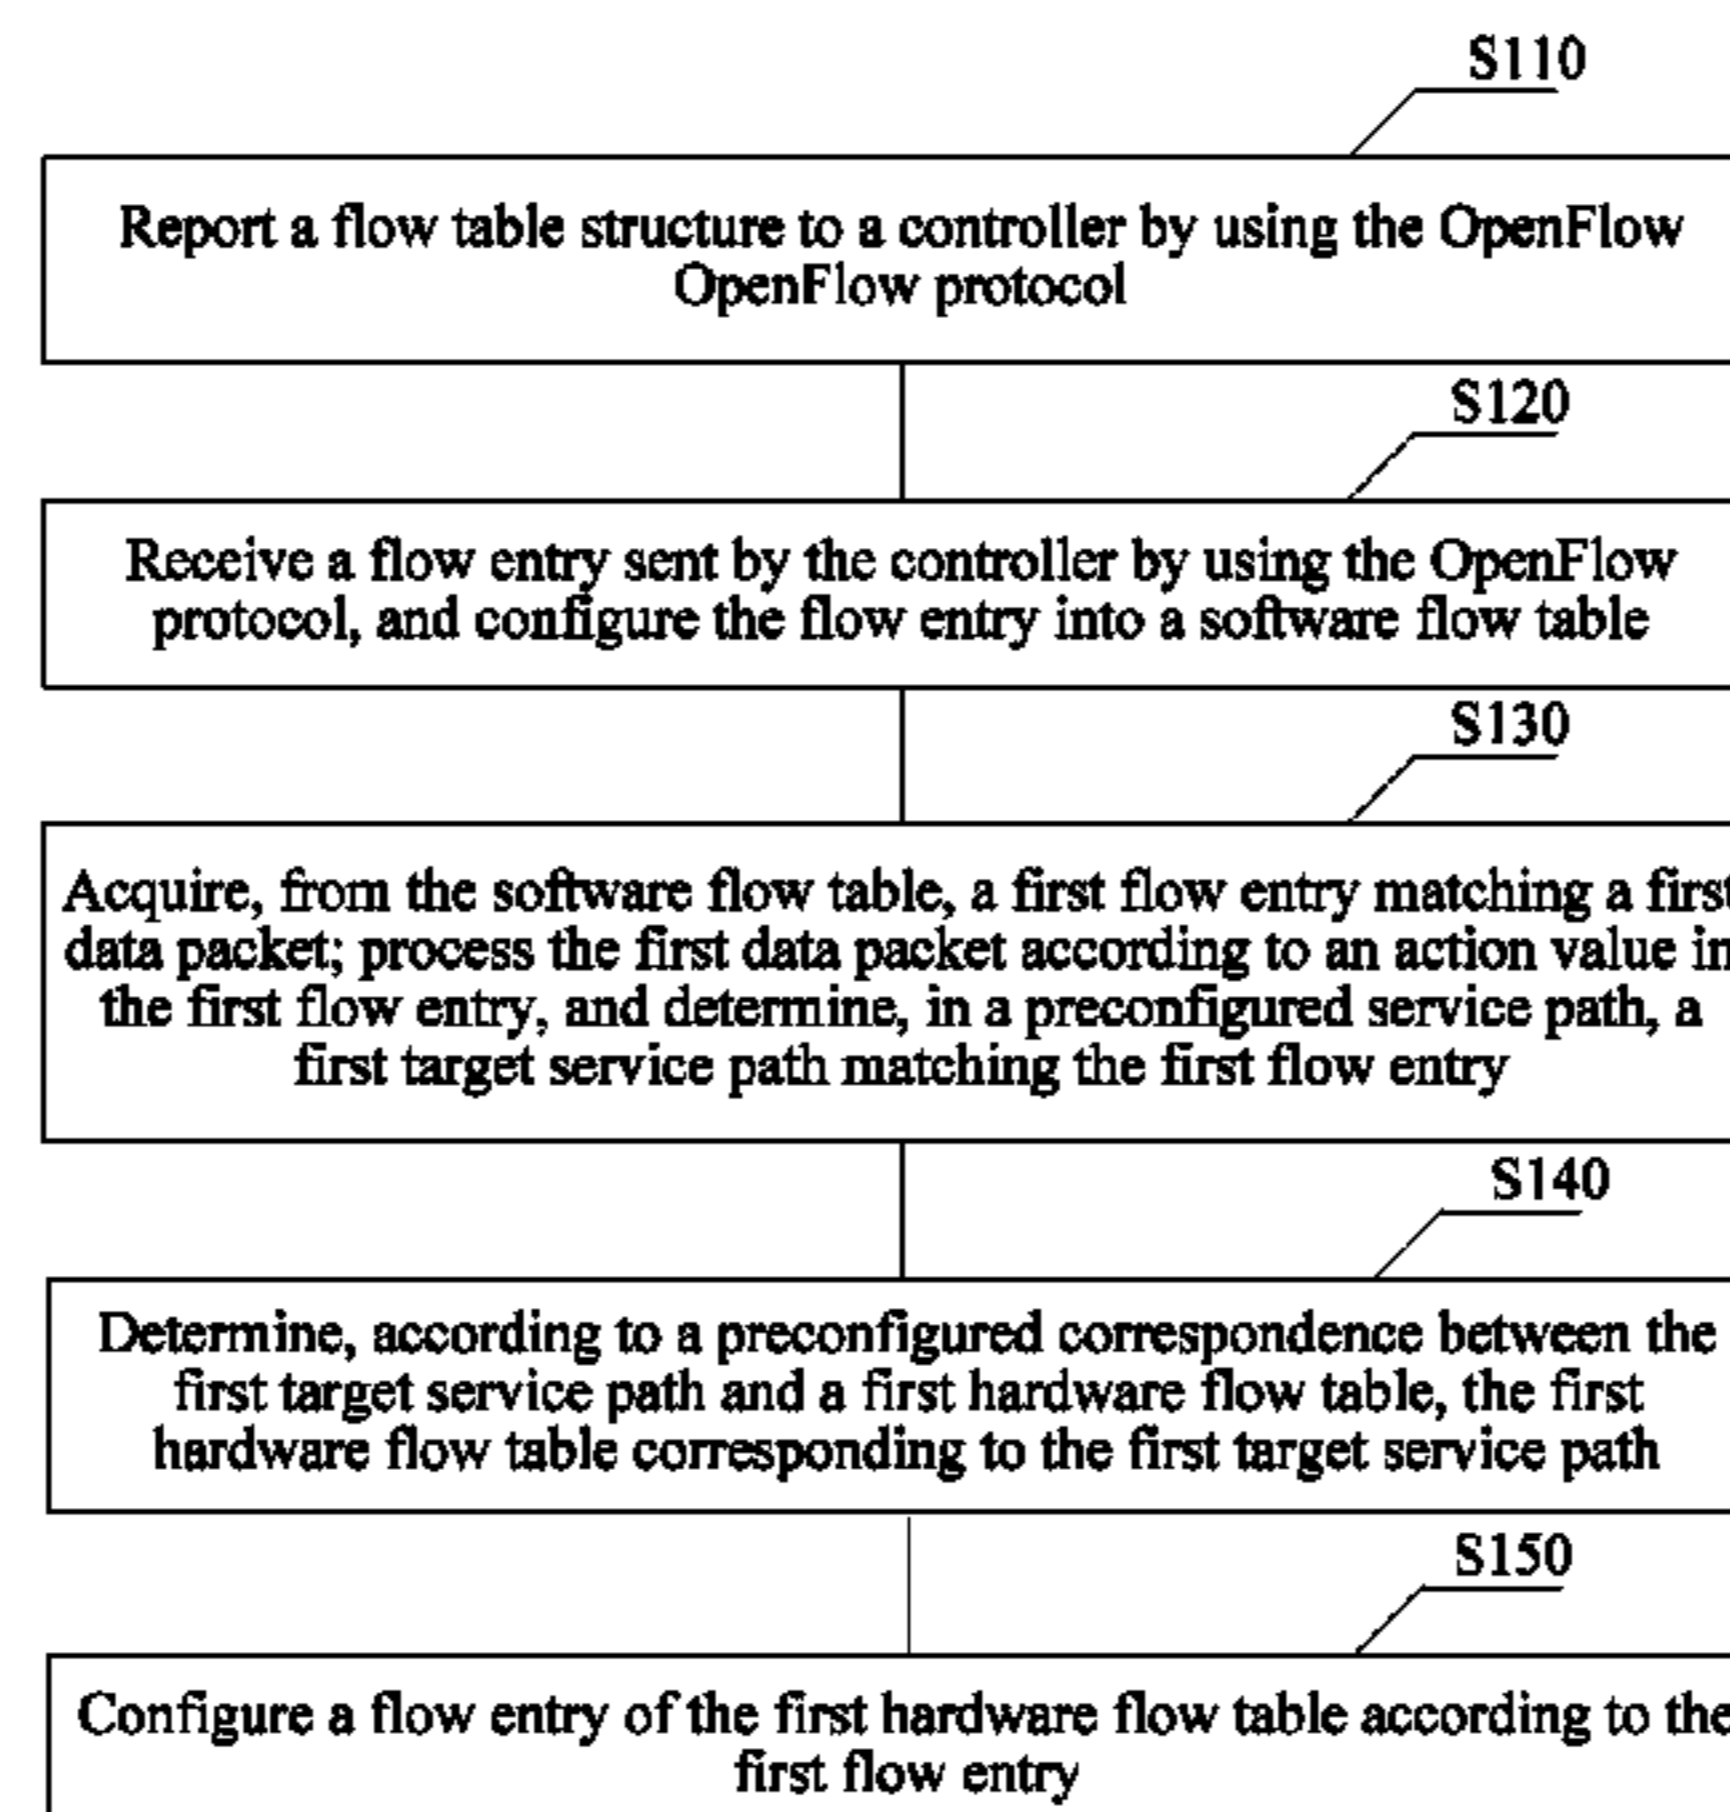 S110
Report a flow table structure to a controller by using the OpenFlow
OpenFlow protocol
S120
Receive a flow entry sent by the controller by using the OpenFlow
protocol, and configure the flow entry into a software flow table
S130
Acquire, from the software flow table, a first flow entry matching a first
data packet; process the first data packet according to an action value in
the first flow entry, and determine, in a preconfigured service path, a
first target service path matching the first flow entry
S140
Determine, according to a preconfigured correspondence between the
first target service path and a first hardware flow table, the first
hardware flow table corresponding to the first target service path
S150
Configure a flow entry of the first hardware flow table according to the
first flow entry